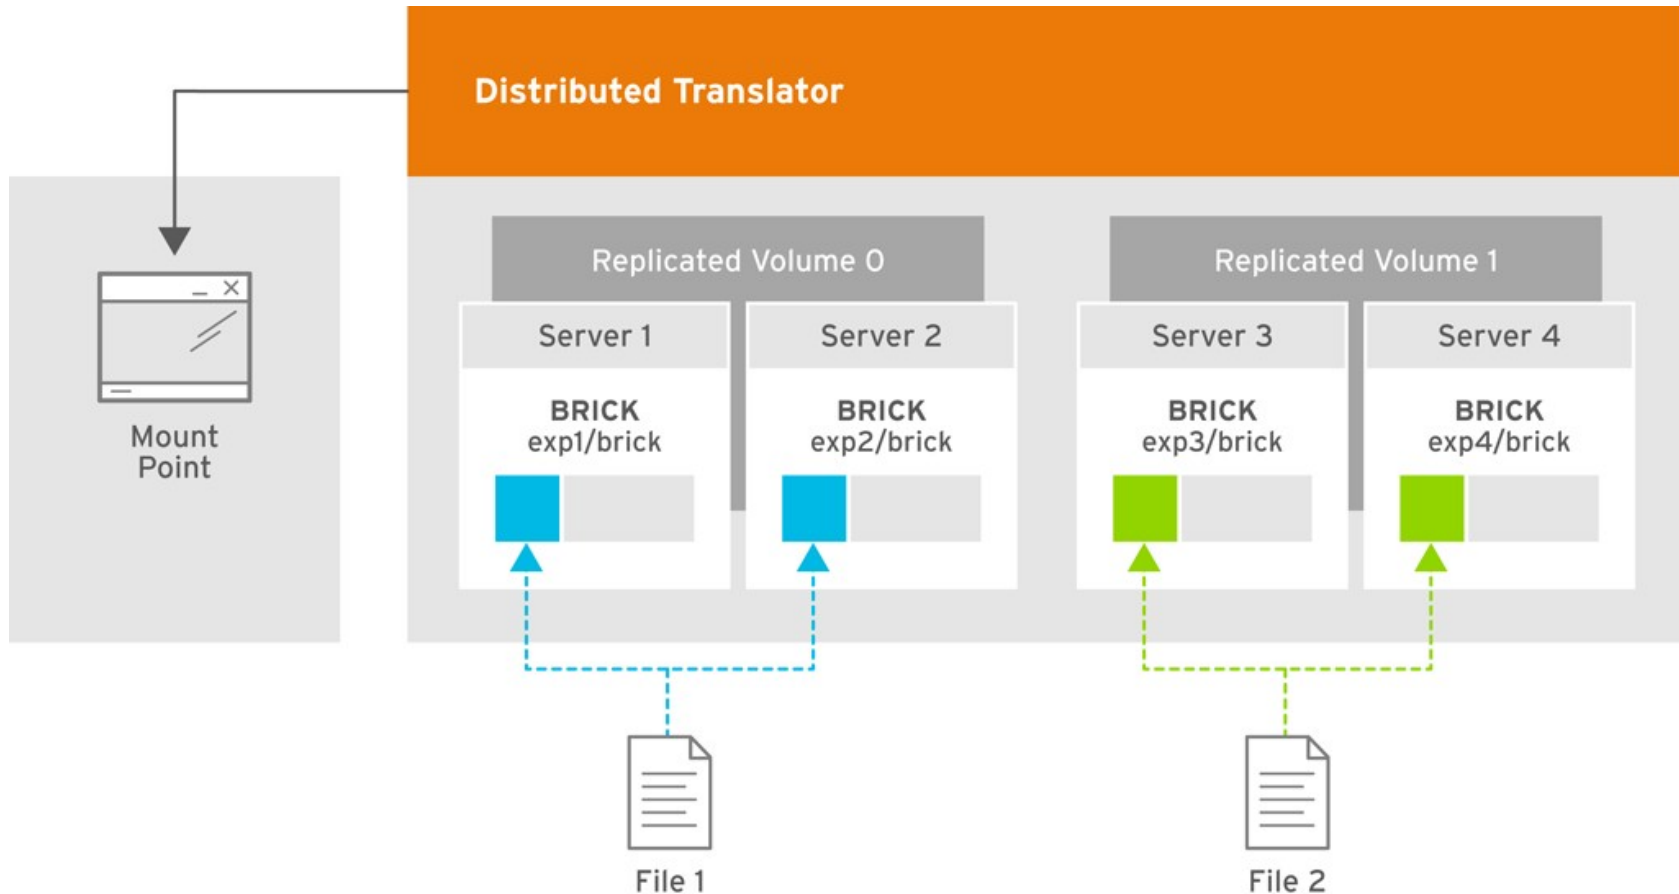 Distributed Translator
Replicated Volume 0
Replicated Volume 1
Server 1
Server 2
Server 3
Server 4
BRICK
exp1/brick
BRICK
exp2/brick
BRICK
exp3/brick
BRICK
exp4/brick
Mount
Point
File 1
File 2